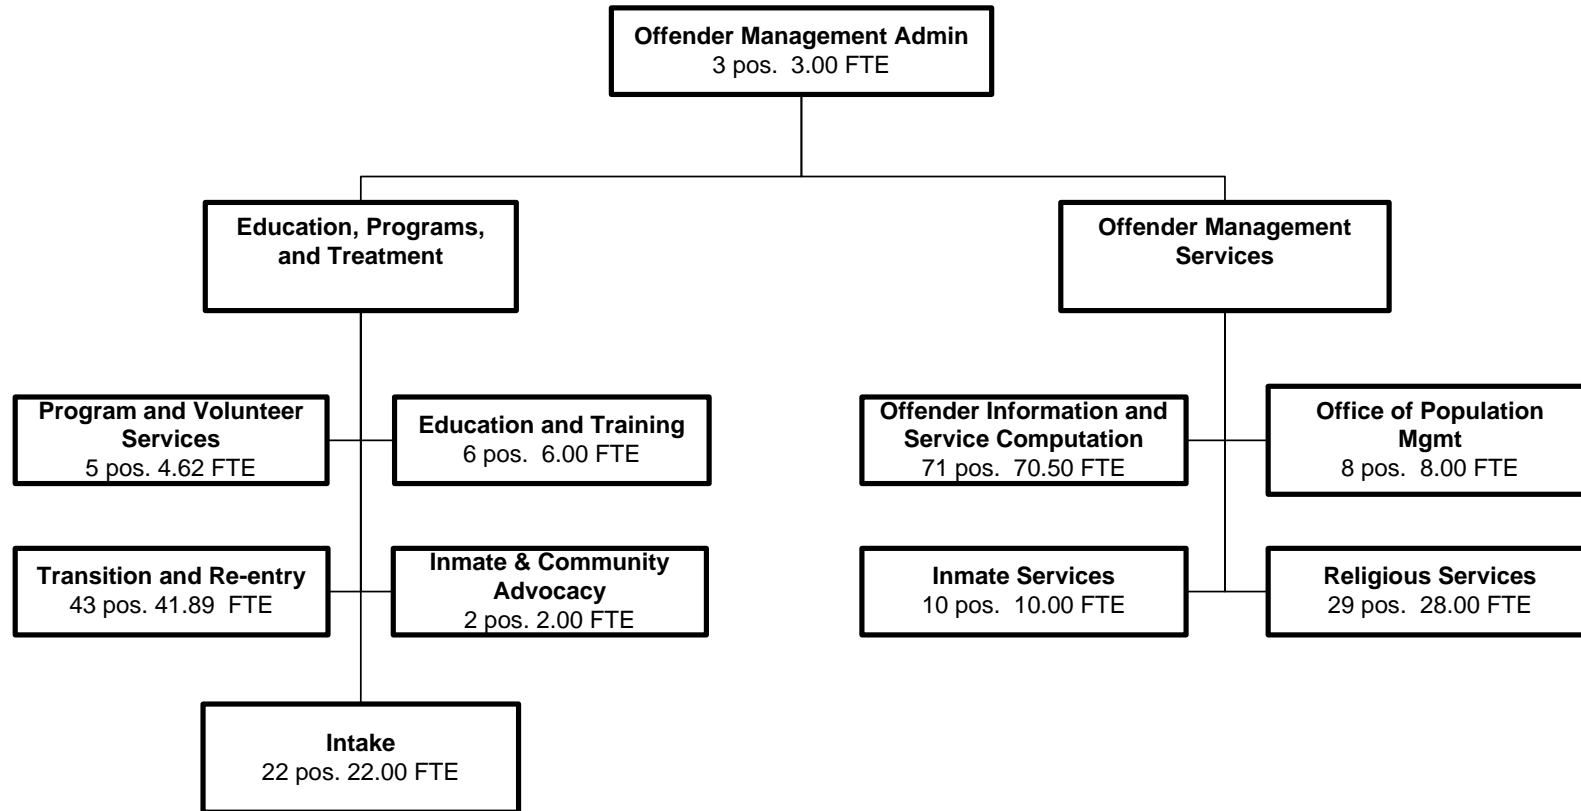 Offender Management Admin
3 pos.  3.00 FTE
Education, Programs,
and Treatment
Offender Management
Services
Program and Volunteer
Services
5 pos. 4.62 FTE
Education and Training
6 pos.  6.00 FTE
Offender Information and
Service Computation
71 pos.  70.50 FTE
Office of Population
Mgmt
8 pos.  8.00 FTE
Transition and Re-entry
43 pos. 41.89  FTE
Inmate & Community
Advocacy
2 pos. 2.00 FTE
Inmate Services
10 pos.  10.00 FTE
Religious Services
29 pos.  28.00 FTE
Intake
22 pos. 22.00 FTE